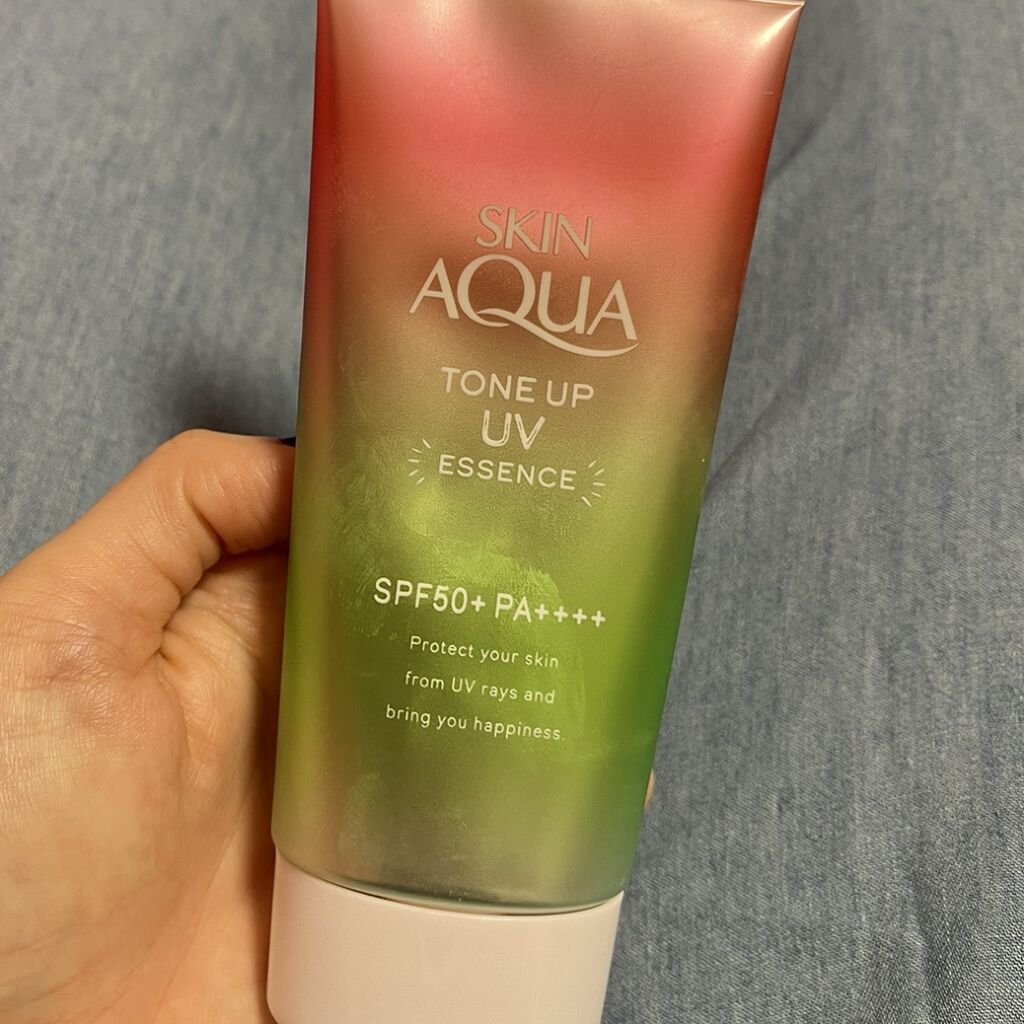 SKIN
AQUA
TONE UP
UV
ESSENCE
SPF50+ PA++++
Protect your skin
from UV rays and
bring you happiness.